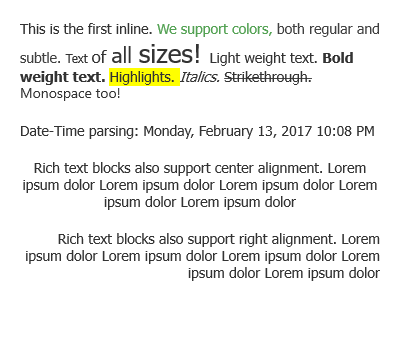 This is the first inline. We support colors, both regular and
subtle. Text of all sizes! Light weight text. Bold
weight text. Highlights. Italics. Strikethrough.
Monospace too!
Date-Time parsing: Monday, February 13, 2017 10:08 PM
Rich text blocks also support center alignment. Lorem
ipsum dolor Lorem ipsum dolor Lorem ipsum dolor Lorem
ipsum dolor Lorem ipsum dolor
Rich text blocks also support right alignment. Lorem
ipsum dolor Lorem ipsum dolor Lorem ipsum dolor Lorem
ipsum dolor Lorem ipsum dolor